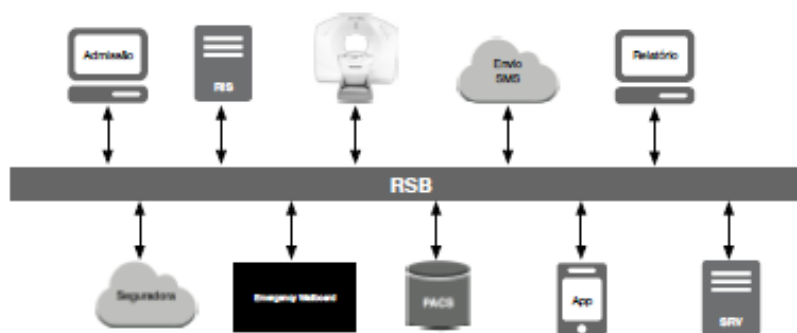 Admissão
RIS
Envio
SMS
Relatório
RSB
Seguradora
Emergency Wallboard
PACS
App
SRV